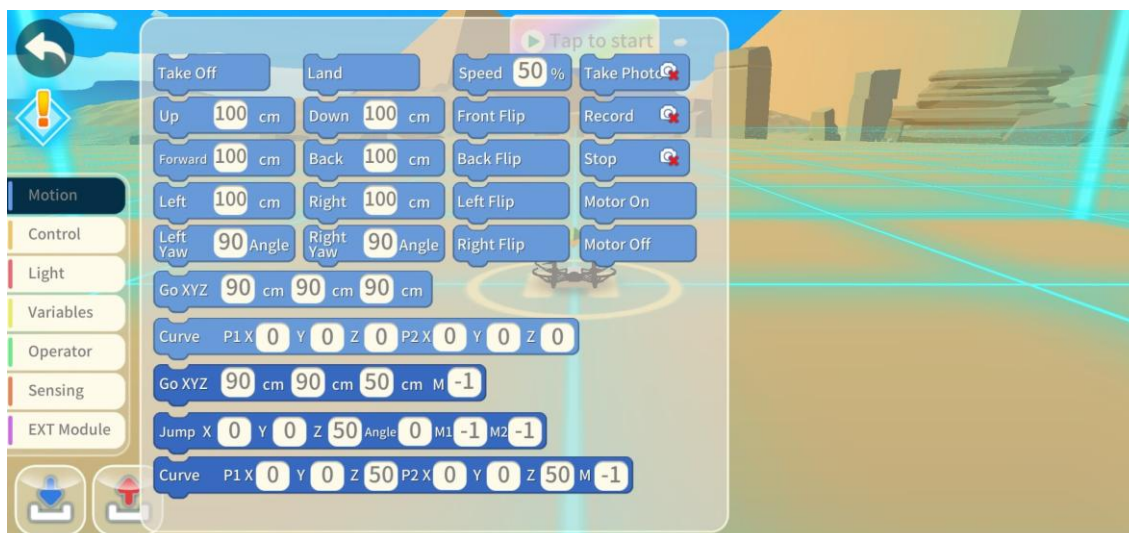 Tap to start
Take Off
Land
Speed 50 %
Take Photo
Up 100 cm
Down 100 cm
Front Flip
Record
Forward 100 cm
Back 100 cm
Back Flip
Stop
Motion
Left 100 cm
Right 100 cm
Left Flip
Motor On
Control
Left Yaw 90 Angle
Right Yaw 90 Angle
Right Flip
Motor Off
Light
Go XYZ 90 cm 90 cm 90 cm
Variables
Curve P1 X 0 Y 0 Z 0 P2 X 0 Y 0 Z 0
Operator
Sensing
Go XYZ 90 cm 90 cm 50 cm M -1
EXT Module
Jump X 0 Y 0 Z 50 Angle 0 M1 -1 M2 -1
Curve P1 X 0 Y 0 Z 50 P2 X 0 Y 0 Z 50 M -1